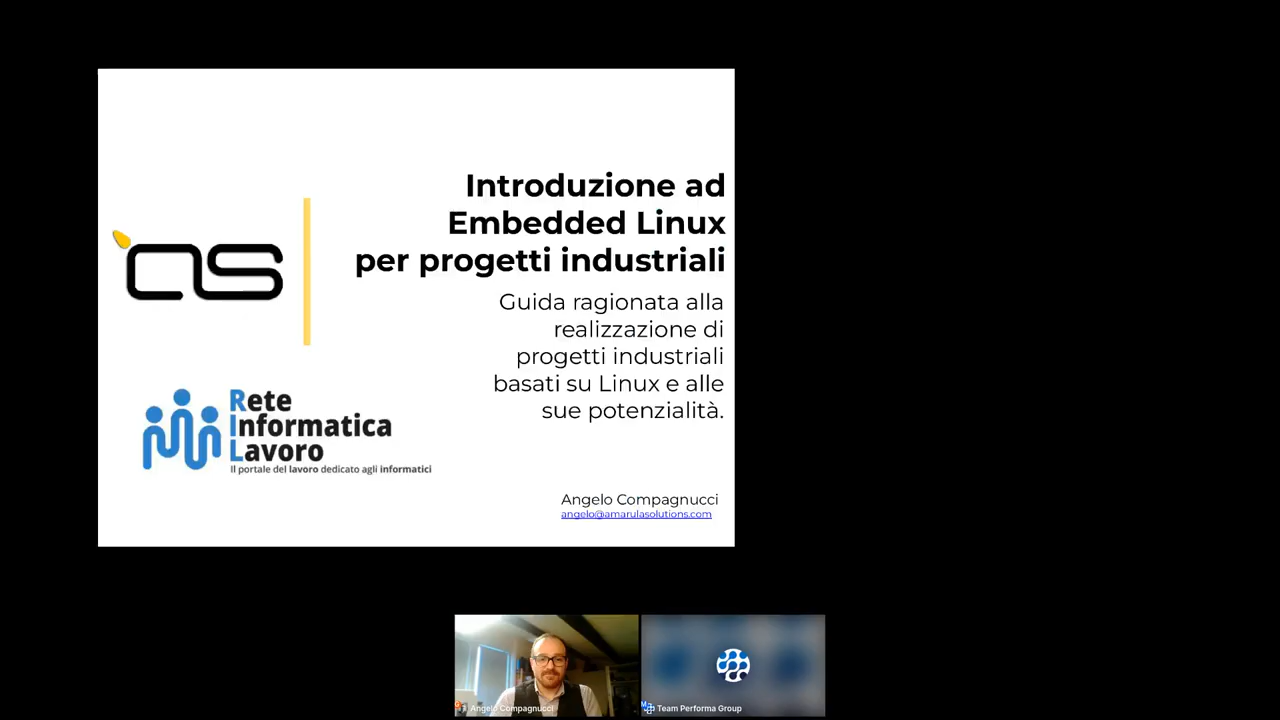 Introduzione ad
Embedded Linux
per progetti industriali
Guida ragionata alla
realizzazione di
progetti industriali
basati su Linux e alle
sue potenzialità.
as
Rete
Informatica
Lavoro
Il portale del lavoro dedicato agli informatici
Angelo Compagnucci
angelo@amarulasolutions.com
Angelo Compagnucci
Team Performa Group